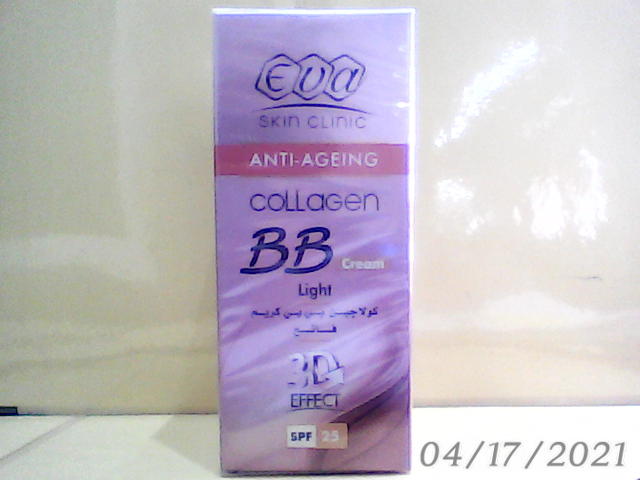 Eva
SKIN CLINIC
ANTI-AGEING
coLLagen
BB Cream
Light
كولاجين بي بي كريم
فاتح
3D
EFFECT
SPF 25
04/17/2021